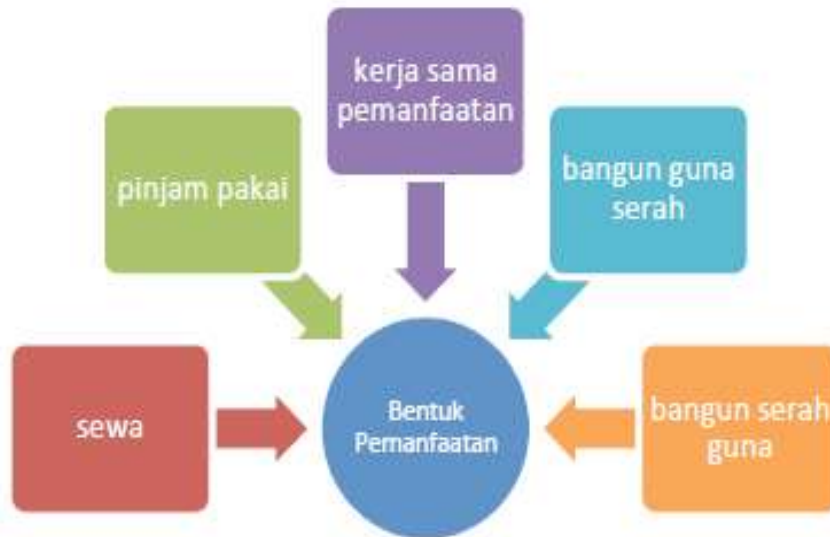 kerja sama
pemanfaatan
pinjam pakai
bangun guna
serah
sewa
Bentuk
Pemanfaatan
bangun serah
guna